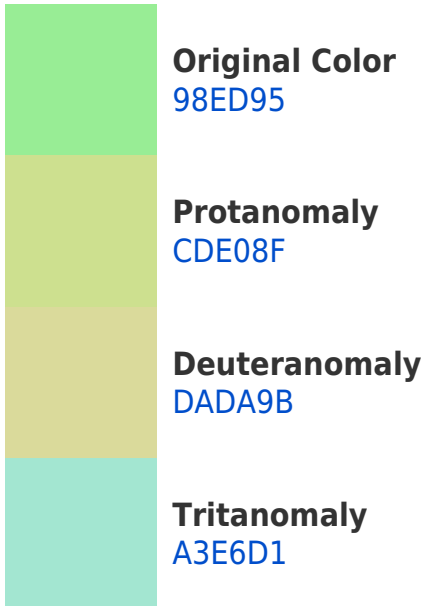 Original Color
98ED95
Protanomaly
CDE08F
Deuteranomaly
DADA9B
Tritanomaly
A3E6D1